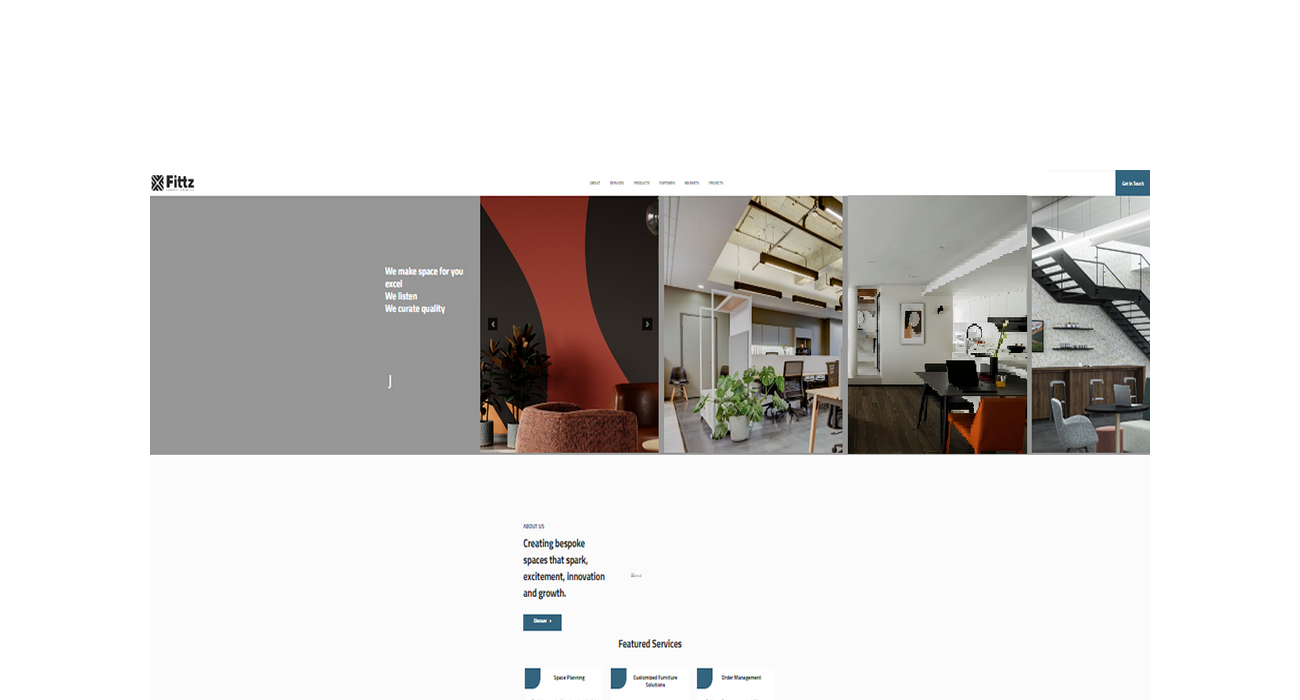 Fittz
ABOUT SERVICES PRODUCTS PARTNERS MARKETS PROJECTS
Get In Touch
We make space for you
excel
We listen
We curate quality
ABOUT US
Creating bespoke
spaces that spark,
excitement, innovation
and growth.
Discover
Featured Services
Space Planning
Customized Furniture
Solutions
Order Management